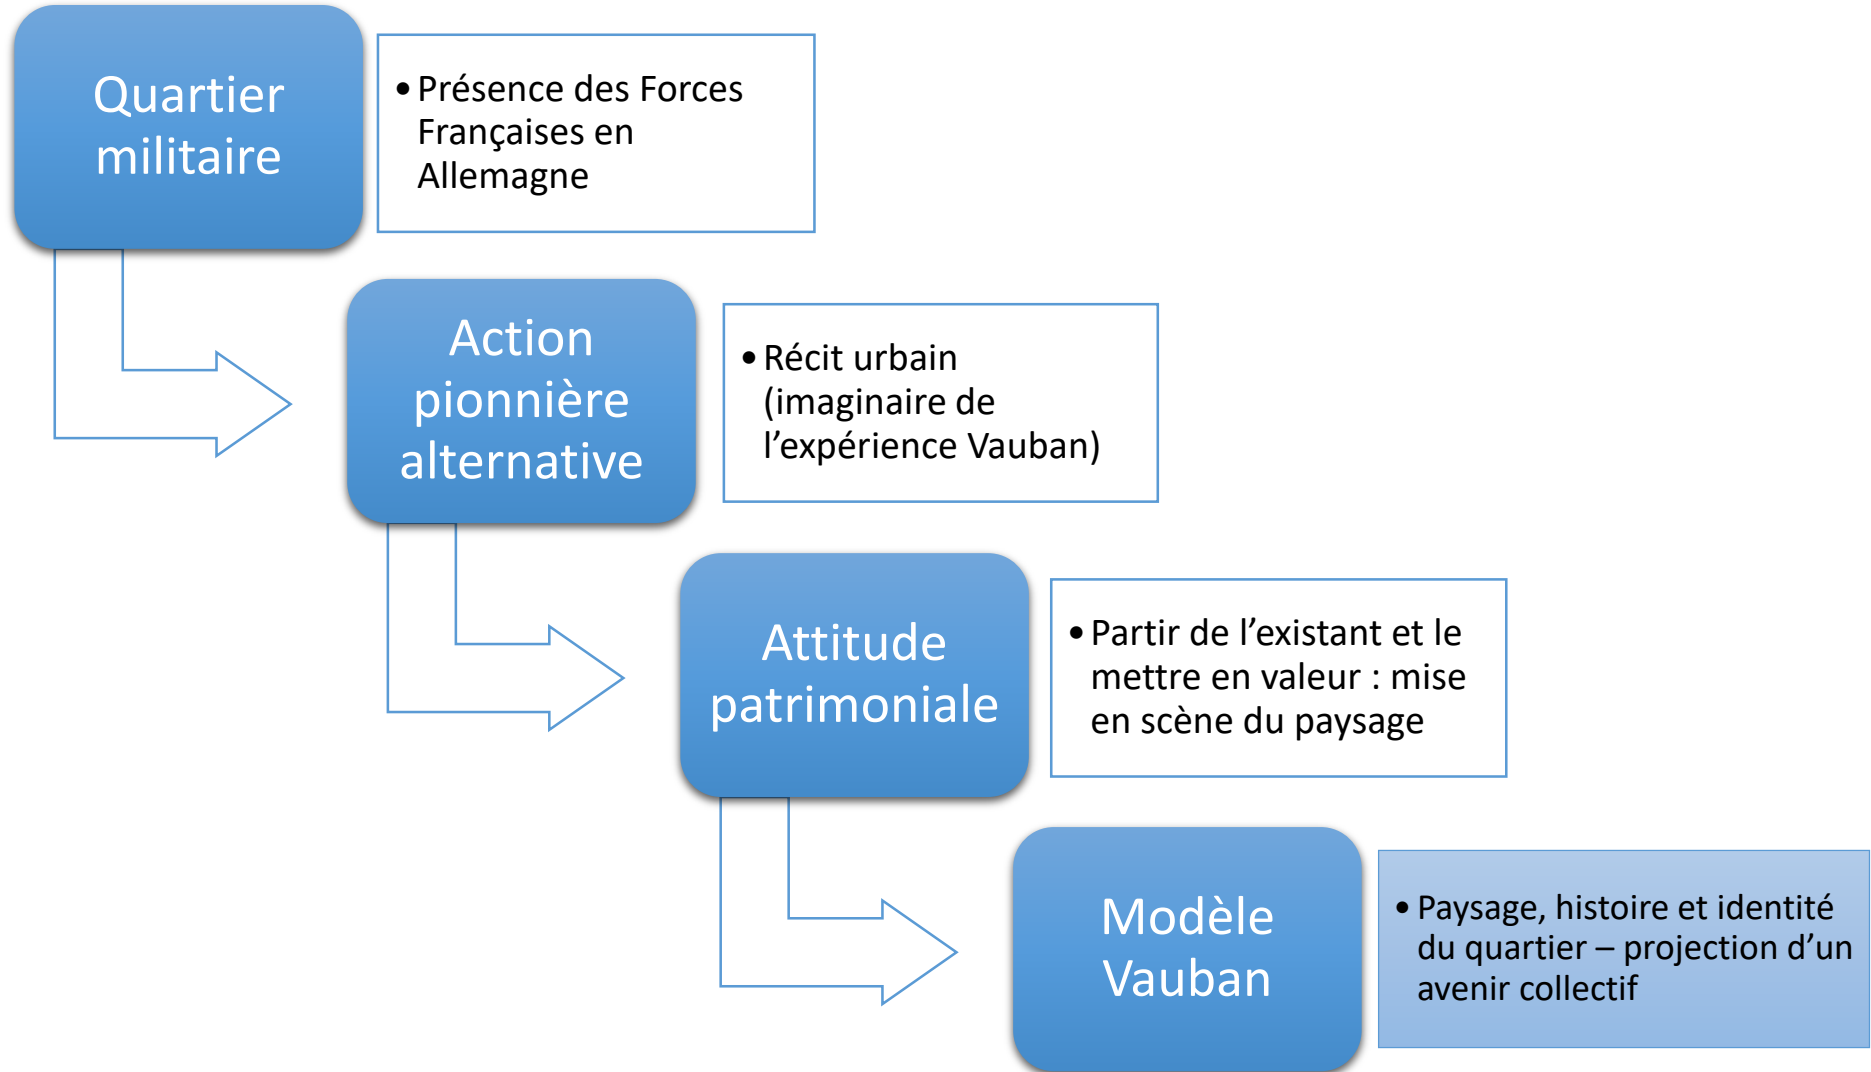 Quartier
militaire
•Présence des Forces
Françaises en
Allemagne
Action
pionnière
alternative
•Récit urbain
(imaginaire de
l’expérience Vauban)
Attitude
patrimoniale
•Partir de l’existant et le
mettre en valeur : mise
en scène du paysage
Modèle
Vauban
•Paysage, histoire et identité
du quartier – projection d’un
avenir collectif